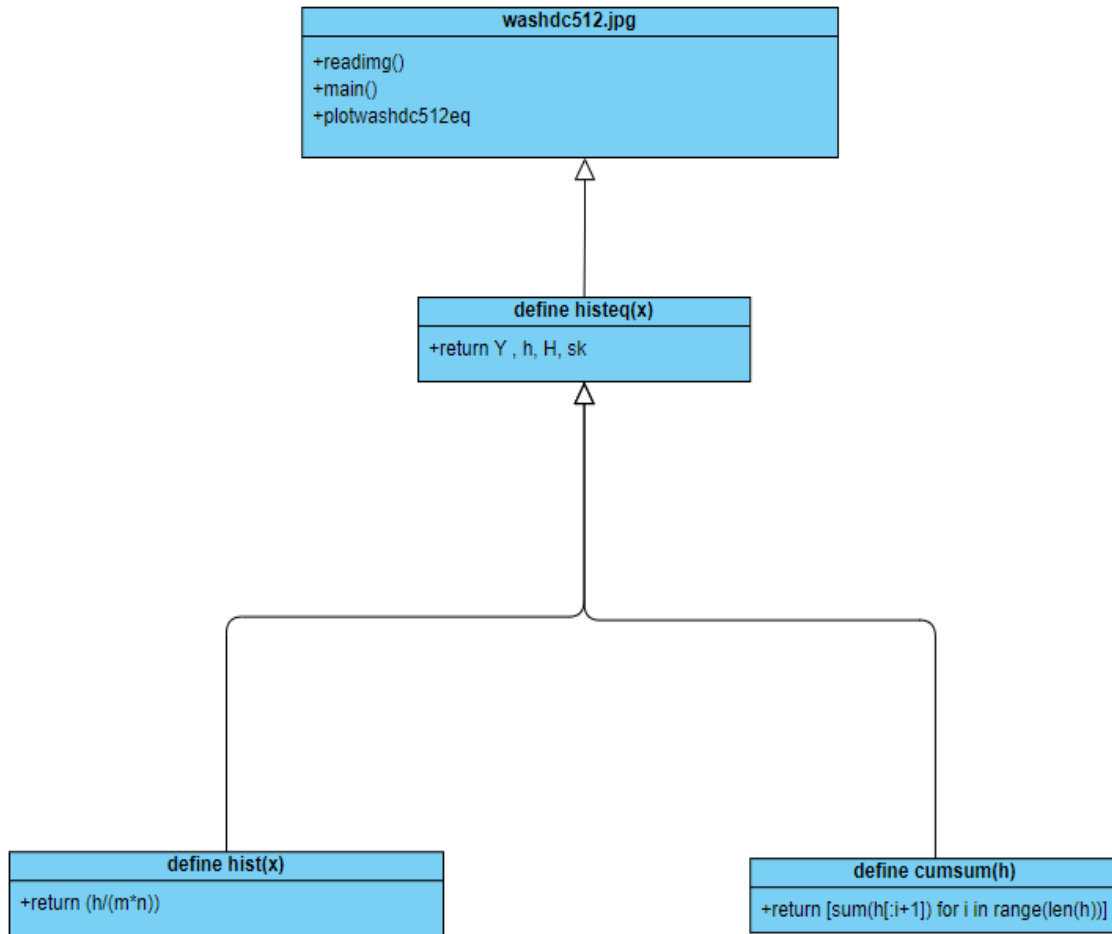 washdc512.jpg
+readimg()
+main()
+plotwashdc512eq
define histeq(x)
+return Y , h, H, sk
define hist(x)
+return (h/(m*n))
define cumsum(h)
+return [sum(h[:i+1]) for i in range(len(h))]